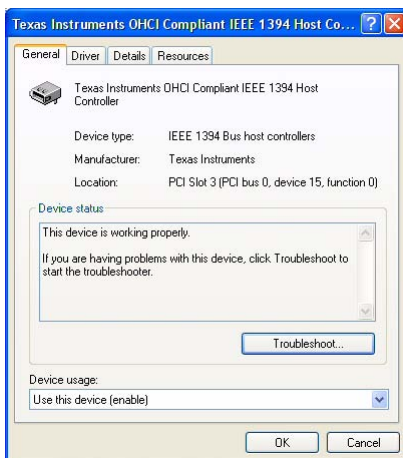 Texas Instruments OHCI Compliant IEEE 1394 Host Co...
General Driver Details Resources
Texas Instruments OHCI Compliant IEEE 1394 Host
Controller
Device type: IEEE 1394 Bus host controllers
Manufacturer: Texas Instruments
Location: PCI Slot 3 (PCI bus 0, device 15, function 0)
Device status
This device is working properly.
If you are having problems with this device, click Troubleshoot to
start the troubleshooter.
Troubleshoot...
Device usage:
Use this device (enable)
OK Cancel